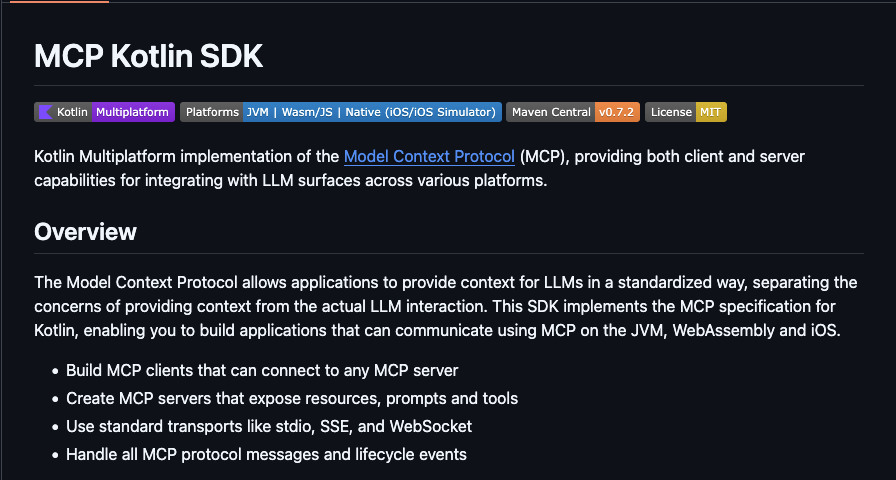 MCP Kotlin SDK
Kotlin Multiplatform Platforms JVM | Wasm/JS | Native (iOS/iOS Simulator) Maven Central v0.7.2 License MIT
Kotlin Multiplatform implementation of the Model Context Protocol (MCP), providing both client and server
capabilities for integrating with LLM surfaces across various platforms.
Overview
The Model Context Protocol allows applications to provide context for LLMs in a standardized way, separating the
concerns of providing context from the actual LLM interaction. This SDK implements the MCP specification for
Kotlin, enabling you to build applications that can communicate using MCP on the JVM, WebAssembly and iOS.
• Build MCP clients that can connect to any MCP server
• Create MCP servers that expose resources, prompts and tools
• Use standard transports like stdio, SSE, and WebSocket
• Handle all MCP protocol messages and lifecycle events